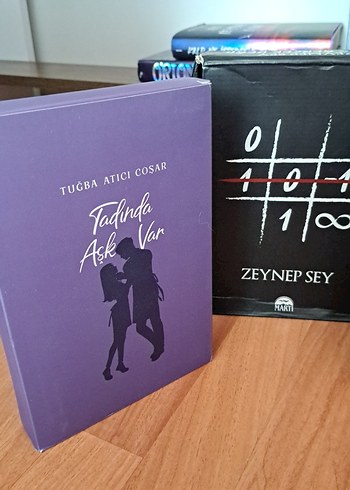 TUĞBA ATICI COŞAR
Tadında
Aşk Var
0
1 0 -1
1 ∞
ZEYNEP SEY
MARTI